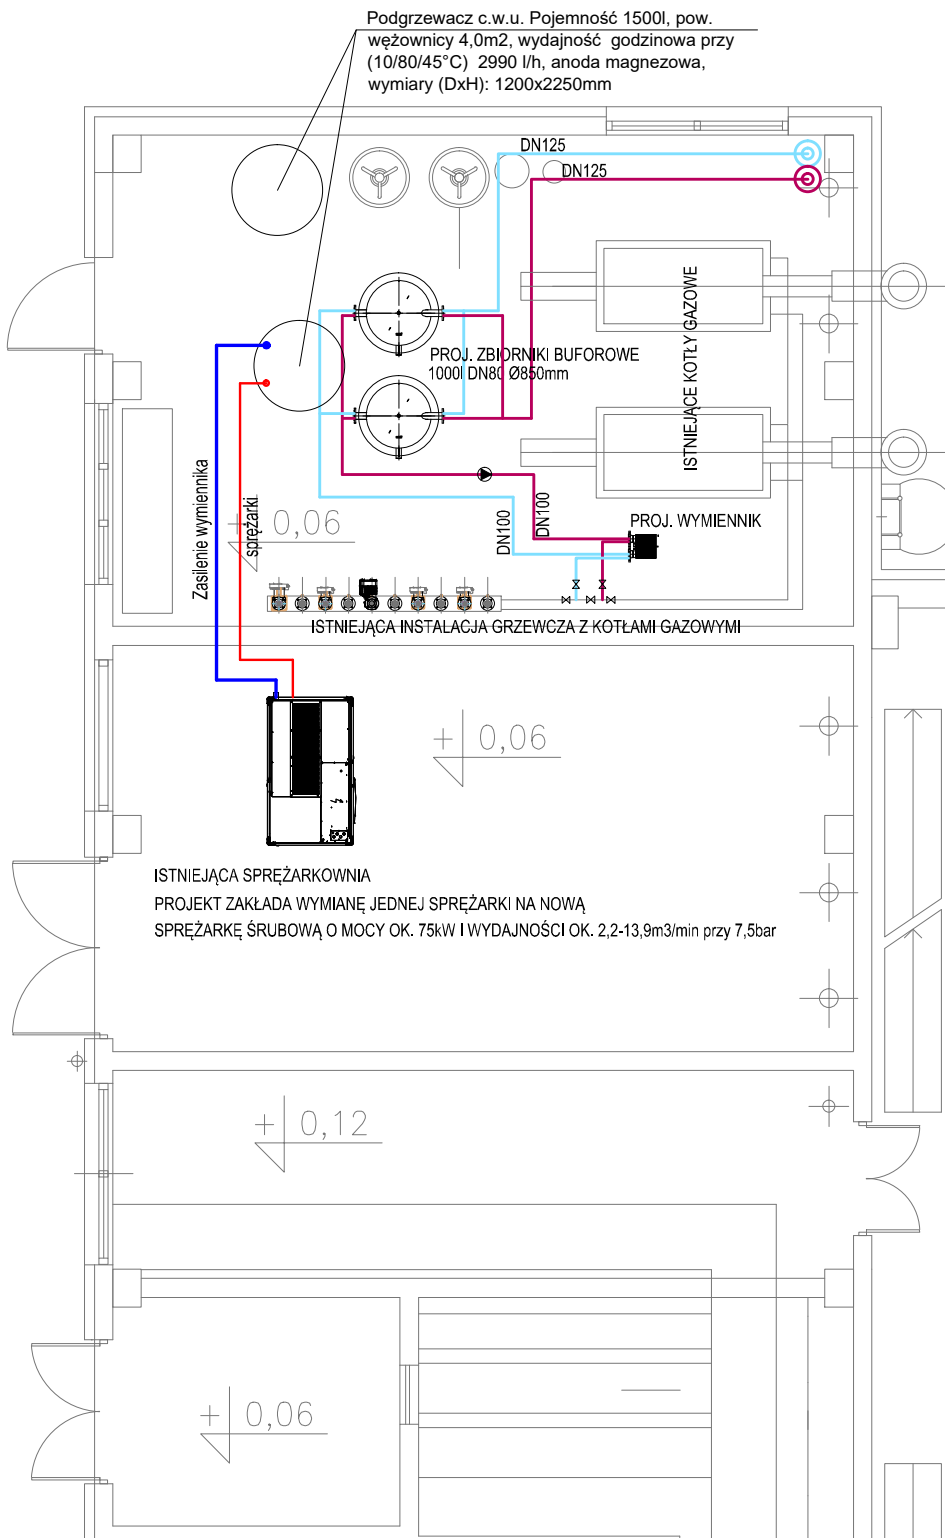 Podgrzewacz c.w.u. Pojemność 1500l, pow.
wężownicy 4,0m2, wydajność godzinowa przy
(10/80/45°C) 2990 l/h, anoda magnezowa,
wymiary (DxH): 1200x2250mm
DN125
DN125
ISTNIEJĄCE KOTŁY GAZOWE
PROJ. ZBIORNIKI BUFOROWE
1000l DN80 Ø850mm
Zasilenie wymiennika
sprężarki
+ 0,06
DN100
DN100
PROJ. WYMIENNIK
ISTNIEJĄCA INSTALACJA GRZEWCZA Z KOTŁAMI GAZOWYMI
+ 0,06
ISTNIEJĄCA SPRĘŻARKOWNIA
PROJEKT ZAKŁADA WYMIANĘ JEDNEJ SPRĘŻARKI NA NOWĄ
SPRĘŻARKĘ ŚRUBOWĄ O MOCY OK. 75kW I WYDAJNOŚCI OK. 2,2-13,9m3/min przy 7,5bar
+ 0,12
+ 0,06